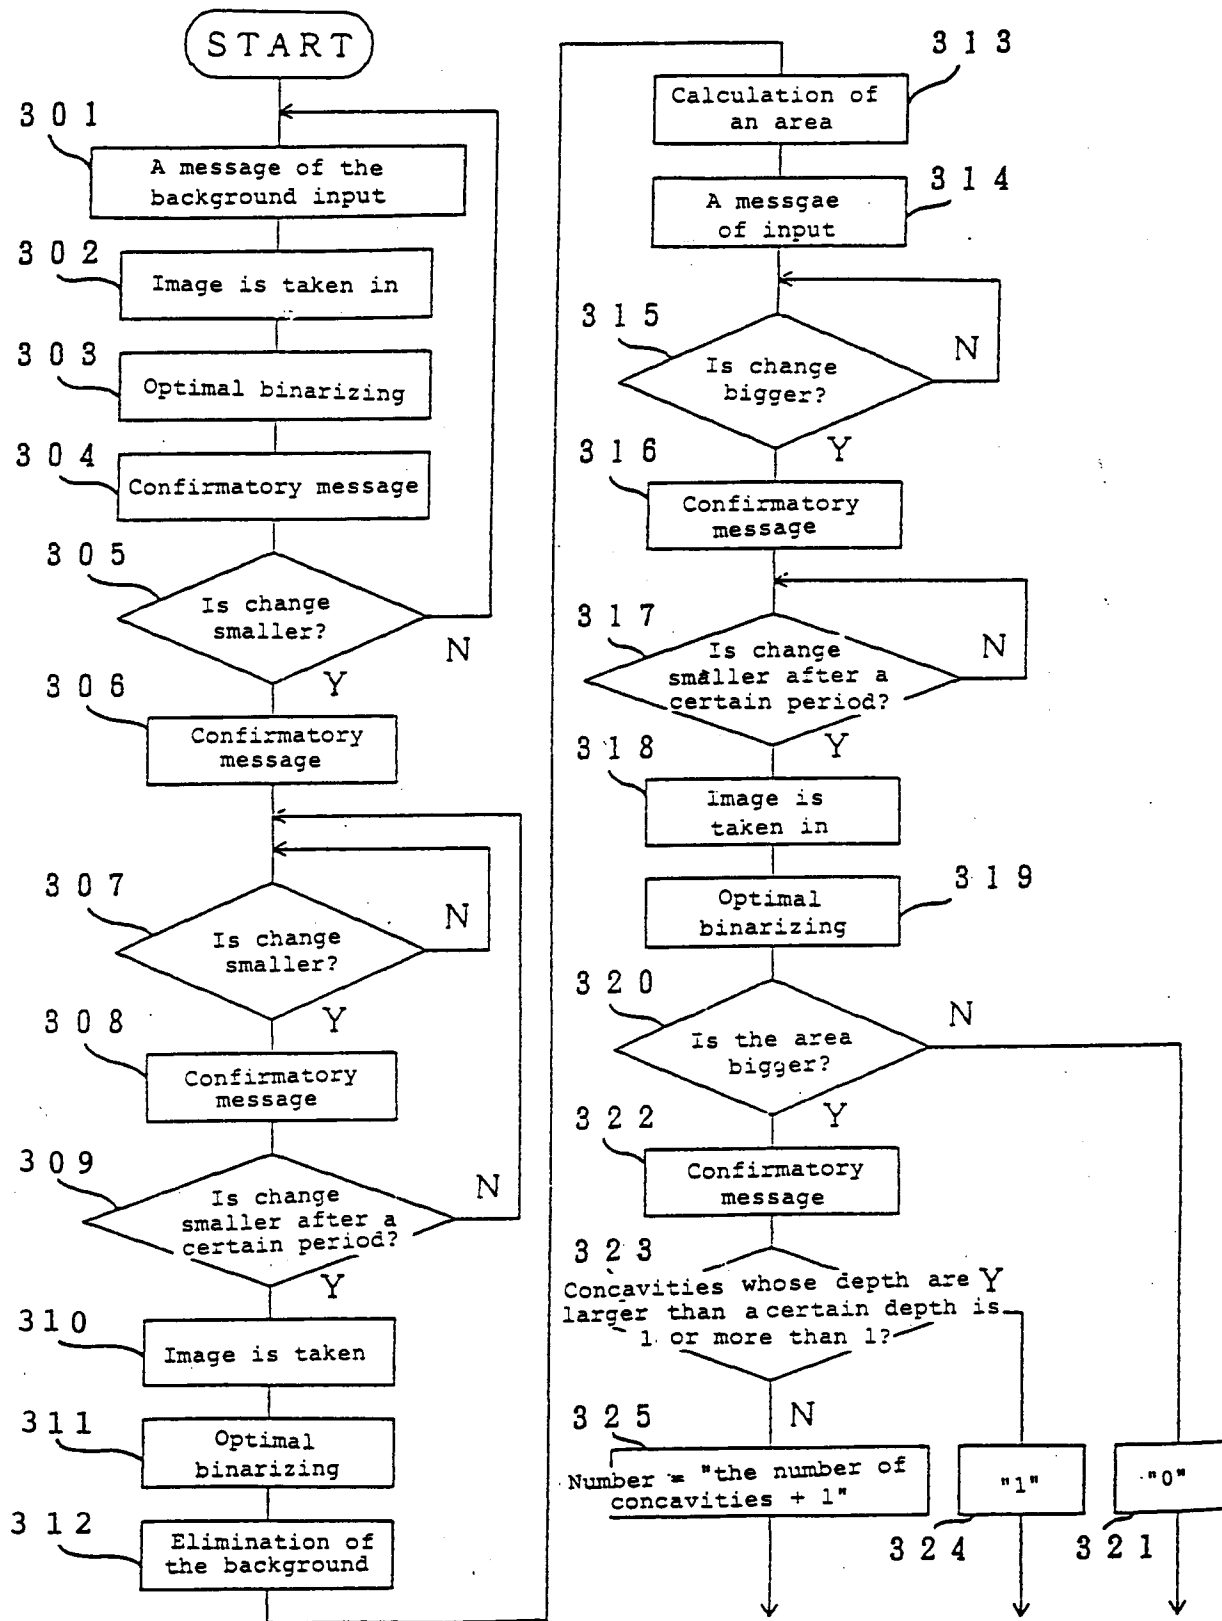 START
301
A message of the
background input
302
Image is taken in
303
Optimal binarizing
304
Confirmatory message
305
Is change
smaller?
N
Y
306
Confirmatory
message
307
Is change
smaller?
N
Y
308
Confirmatory
message
309
Is change
smaller after a
certain period?
N
Y
310
Image is taken
311
Optimal
binarizing
312
Elimination of
the background
313
Calculation of
an area
314
A messgae
of input
315
Is change
bigger?
N
Y
316
Confirmatory
message
317
Is change
smaller after a
certain period?
N
Y
318
Image is
taken in
319
Optimal
binarizing
320
Is the area
bigger?
N
Y
322
Confirmatory
message
323
Concavities whose depth are
larger than a certain depth is
1 or more than 1?
Y
N
325
Number = "the number of
concavities + 1"
"1"
324
"0"
321